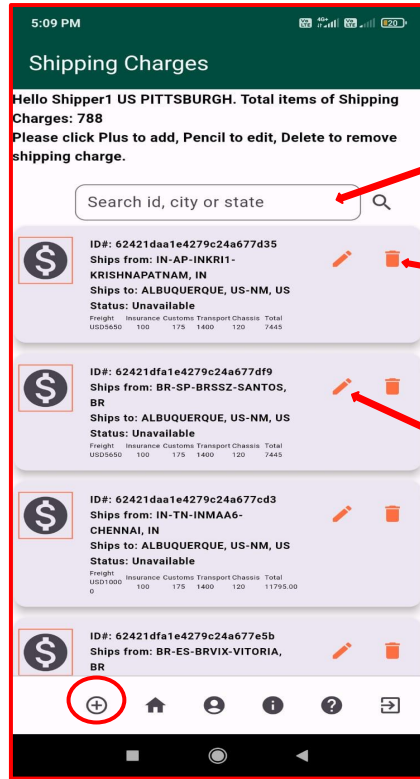 5:09 PM 4G+ 20
Shipping Charges
Hello Shipper1 US PITTSBURGH. Total items of Shipping
Charges: 788
Please click Plus to add, Pencil to edit, Delete to remove
shipping charge.
Search id, city or state
ID#: 62421daa1e4279c24a677d35
Ships from: IN-AP-INKRI1-
KRISHNAPATNAM, IN
Ships to: ALBUQUERQUE, US-NM, US
Status: Unavailable
Freight Insurance Customs Transport Chassis Total
USD5650 100 175 1400 120 7445
ID#: 62421dfa1e4279c24a677df9
Ships from: BR-SP-BRSSZ-SANTOS,
BR
Ships to: ALBUQUERQUE, US-NM, US
Status: Unavailable
Freight Insurance Customs Transport Chassis Total
USD5650 100 175 1400 120 7445
ID#: 62421daa1e4279c24a677cd3
Ships from: IN-TN-INMAA6-
CHENNAI, IN
Ships to: ALBUQUERQUE, US-NM, US
Status: Unavailable
Freight Insurance Customs Transport Chassis Total
USD1000
0 100 175 1400 120 11795.00
ID#: 62421dfa1e4279c24a677e5b
Ships from: BR-ES-BRVIX-VITORIA,
BR